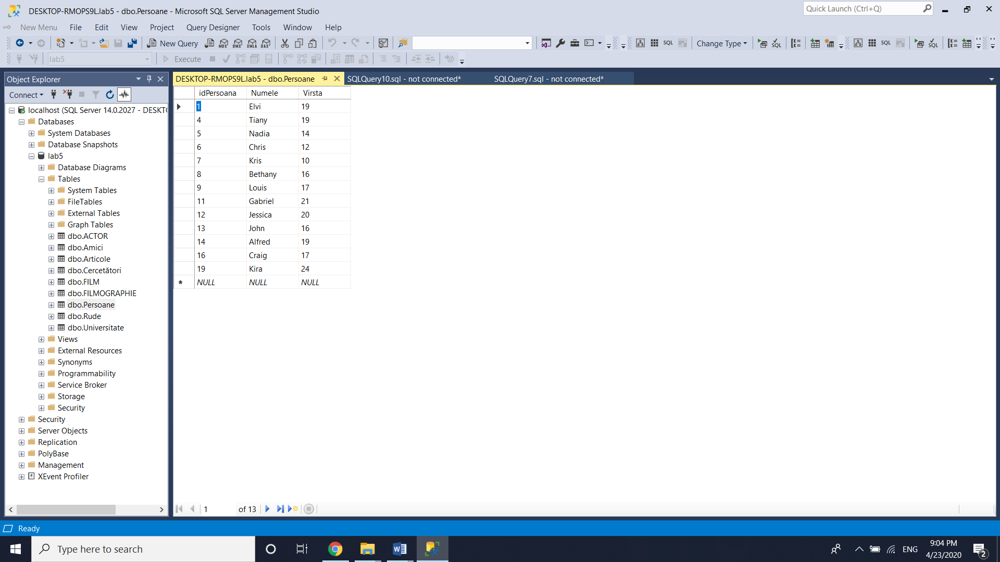 DESKTOP-RMOPS9L.lab5 - dbo.Persoane - Microsoft SQL Server Management Studio
Quick Launch (Ctrl+Q)
New Menu File Edit View Project Query Designer Tools Window Help
New Query MDX DMX XMLA DAX SQL Change Type SQL SQL SQL
lab5 Execute
Object Explorer
DESKTOP-RMOPS9L.lab5 - dbo.Persoane SQLQuery10.sql - not connected* SQLQuery7.sql - not connected*
Connect
localhost (SQL Server 14.0.2027 - DESKT
Databases
System Databases
Database Snapshots
lab5
Database Diagrams
Tables
System Tables
FileTables
External Tables
Graph Tables
dbo.ACTOR
dbo.Amici
dbo.Articole
dbo.Cercetători
dbo.FILM
dbo.FILMOGRAPHIE
dbo.Persoane
dbo.Rude
dbo.Universitate
Views
External Resources
Synonyms
Programmability
Service Broker
Storage
Security
Security
Server Objects
Replication
PolyBase
Management
XEvent Profiler
idPersoana Numele Virsta
1 Elvi 19
4 Tiany 19
5 Nadia 14
6 Chris 12
7 Kris 10
8 Bethany 16
9 Louis 17
11 Gabriel 21
12 Jessica 20
13 John 16
14 Alfred 19
16 Craig 17
19 Kira 24
NULL NULL NULL
1 of 13
Ready
Type here to search
ENG
9:04 PM
4/23/2020
2